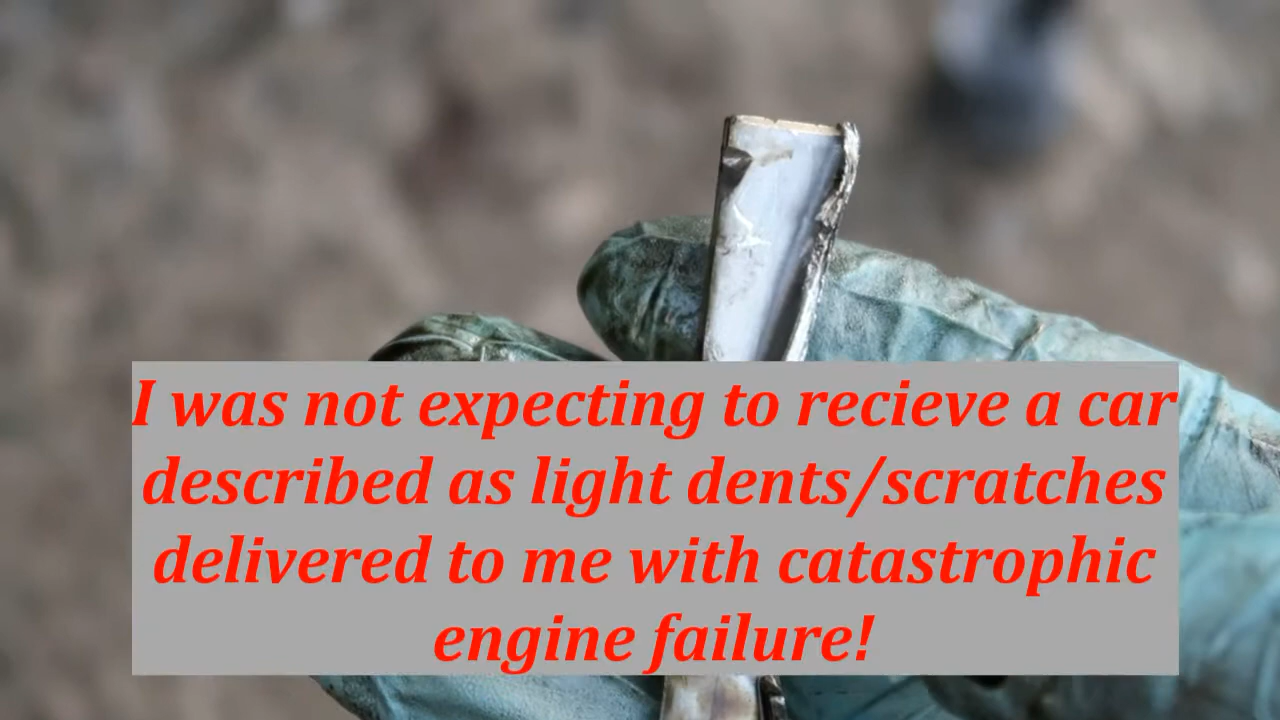 I was not expecting to recieve a car
described as light dents/scratches
delivered to me with catastrophic
engine failure!